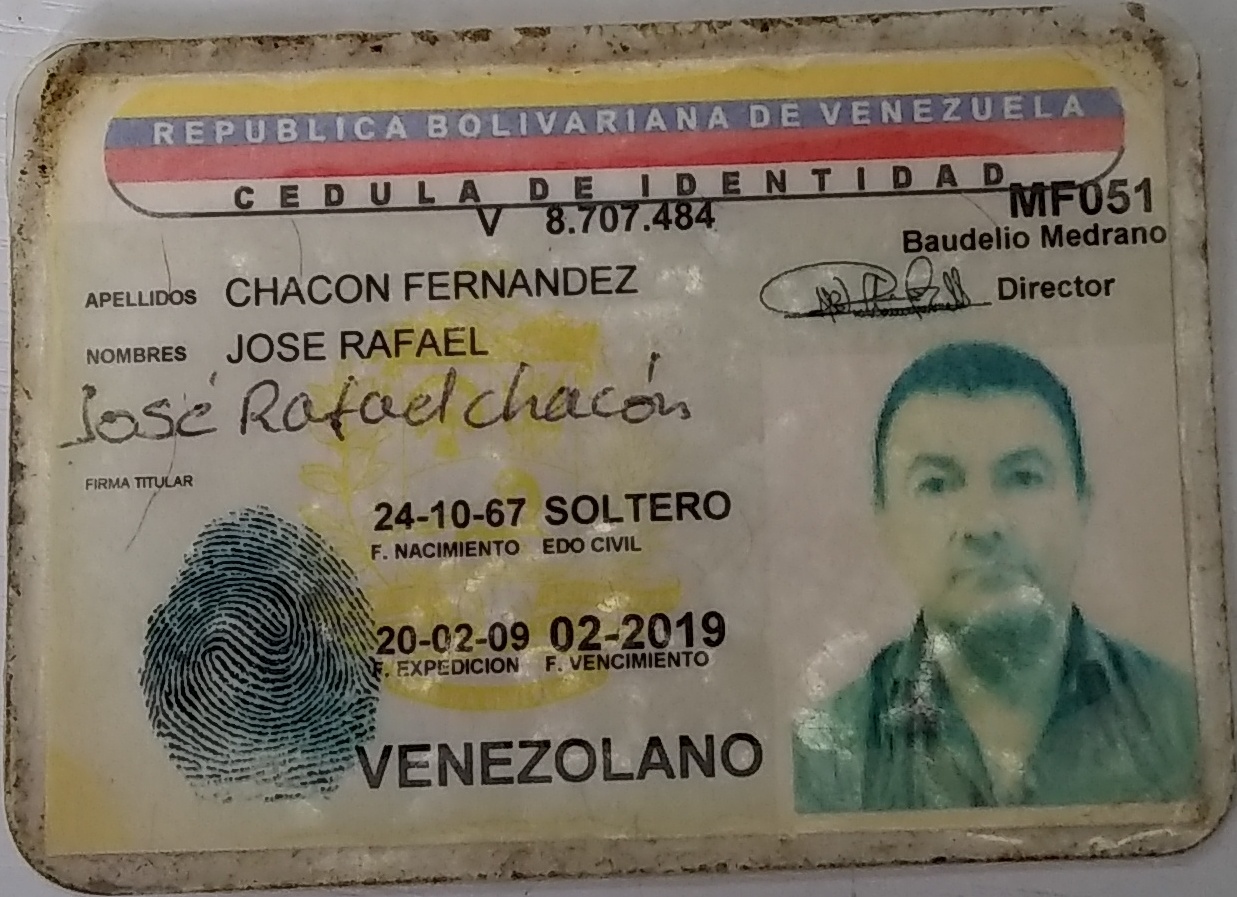 REPUBLICA BOLIVARIANA DE VENEZUELA
CEDULA DE IDENTIDAD
V 8.707.484
MF051
Baudelio Medrano
Director
APELLIDOS CHACON FERNANDEZ
NOMBRES JOSE RAFAEL
José Rafael chacón
FIRMA TITULAR
24-10-67 SOLTERO
F. NACIMIENTO EDO CIVIL
20-02-09 02-2019
F. EXPEDICION F. VENCIMIENTO
VENEZOLANO